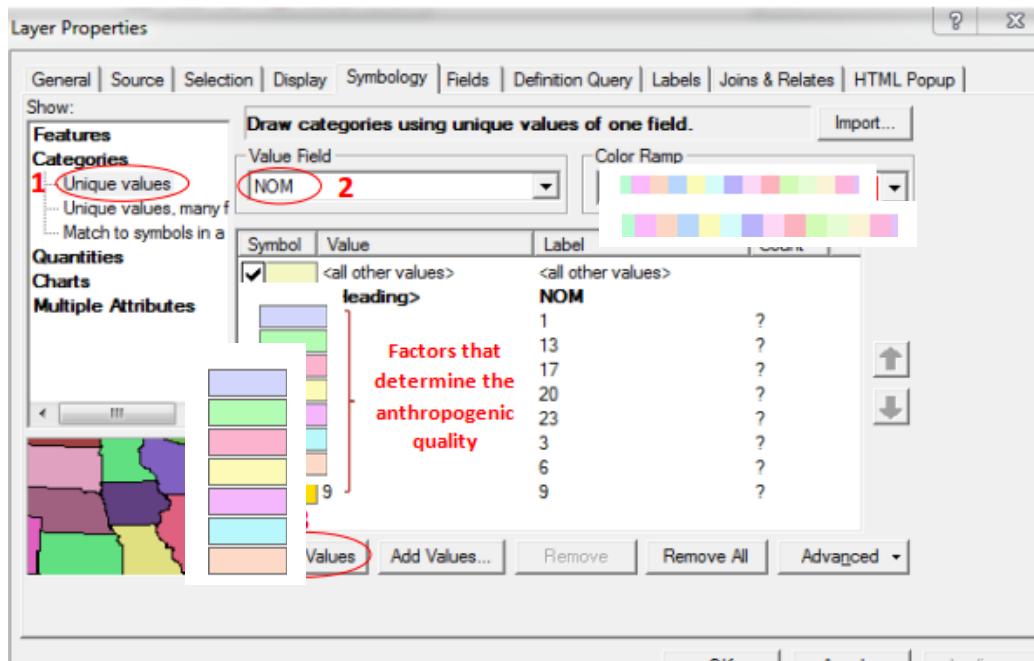 Layer Properties
General Source Selection Display Symbology Fields Definition Query Labels Joins & Relates HTML Popup
Show:
Features
Categories
1 Unique values
Unique values, many f
Match to symbols in a
Quantities
Charts
Multiple Attributes
Draw categories using unique values of one field.
Import...
Value Field
NOM 2
Color Ramp
Symbol Value Label Count
<all other values> <all other values>
leading> NOM
1 ?
13 ?
17 ?
20 ?
23 ?
3 ?
6 ?
9 9 ?
Factors that
determine the
anthropogenic
quality
Values Add Values... Remove Remove All Advanced